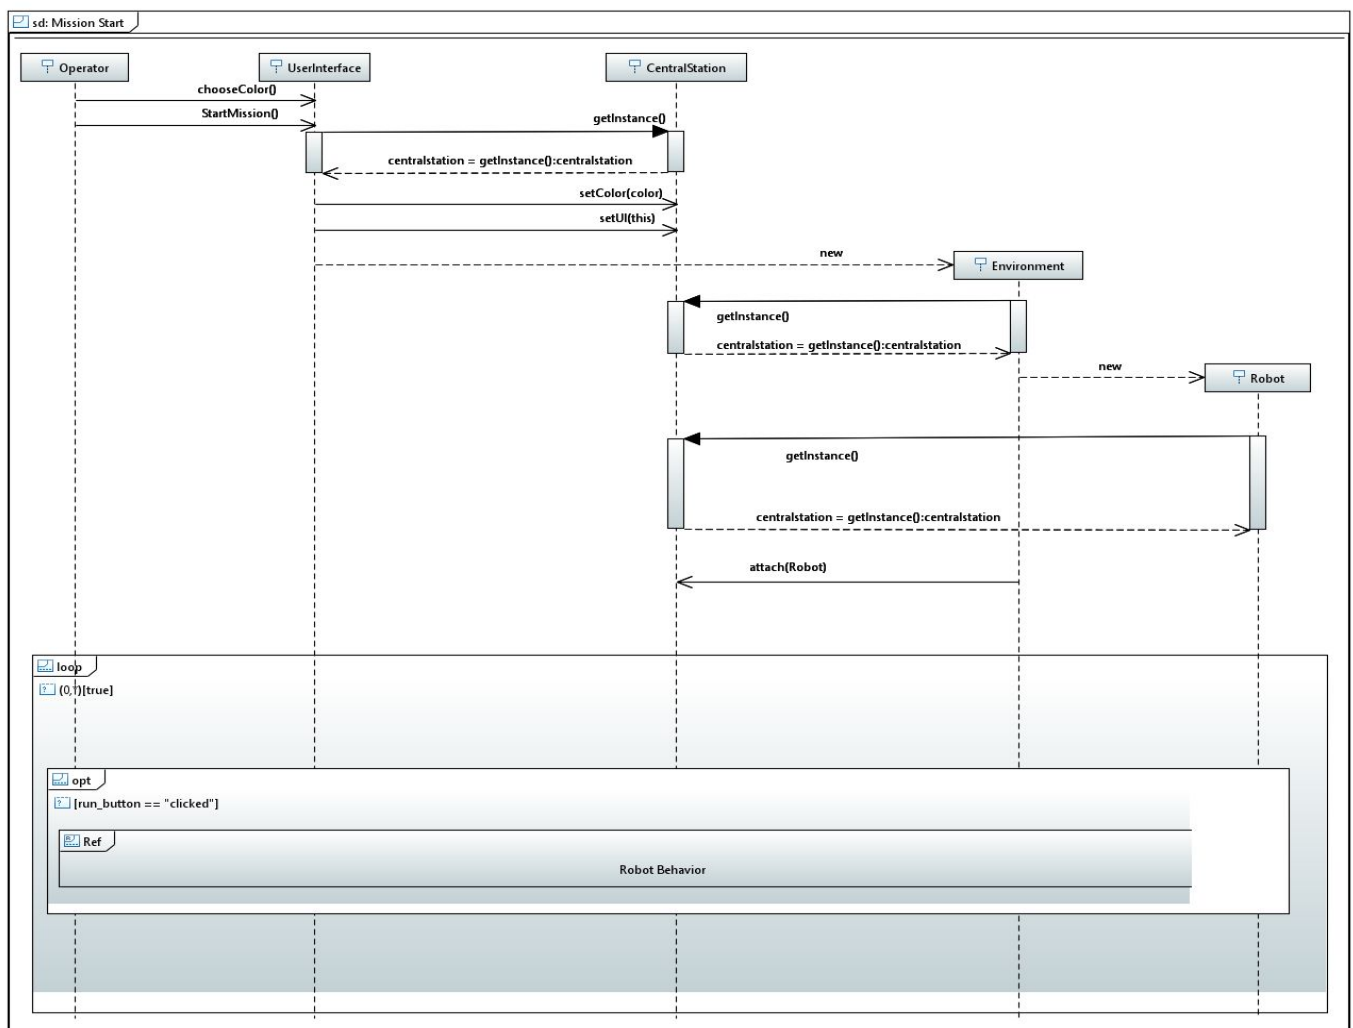 sd: Mission Start
Operator
UserInterface
CentralStation
chooseColor()
StartMission()
getInstance()
centralstation = getInstance():centralstation
setColor(color)
setUI(this)
new
Environment
getInstance()
centralstation = getInstance():centralstation
new
Robot
getInstance()
centralstation = getInstance():centralstation
attach(Robot)
loop
(0,1)[true]
opt
[run_button == "clicked"]
Ref
Robot Behavior